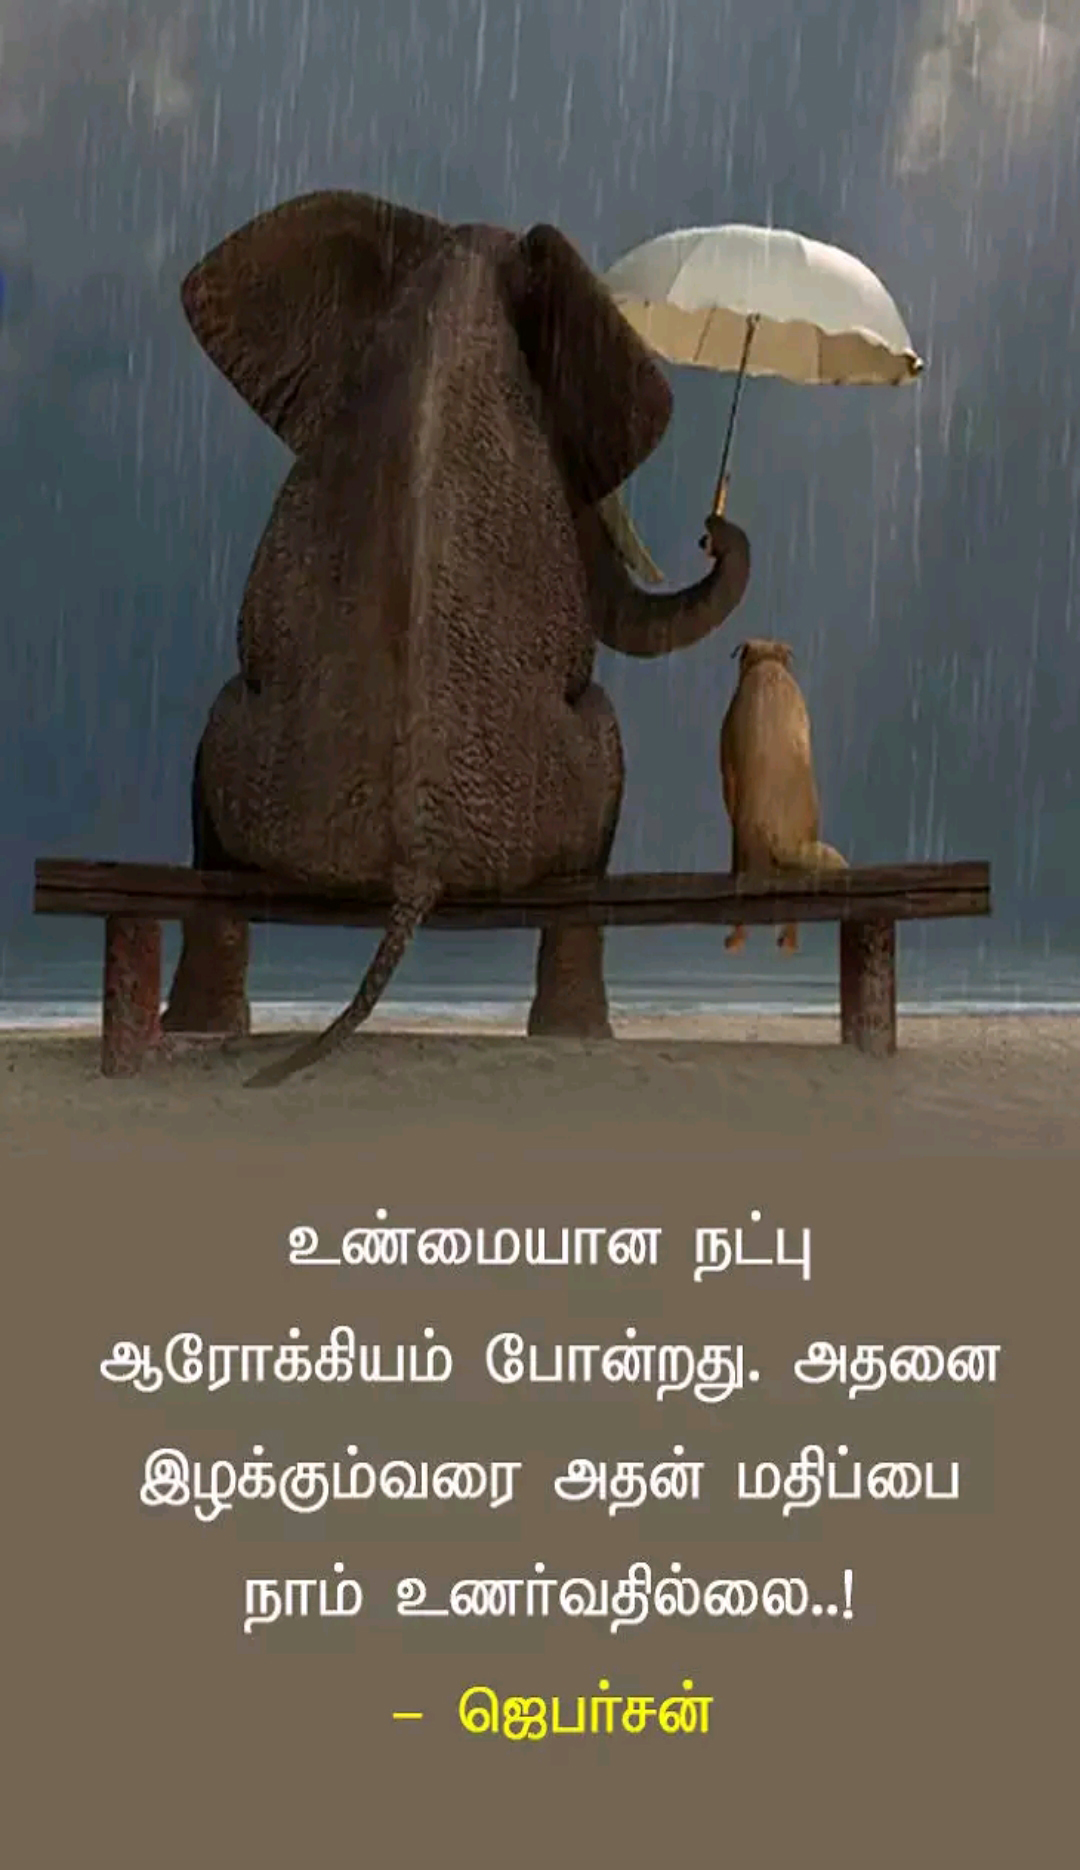 உண்மையான நட்பு
ஆரோக்கியம் போன்றது. அதனை
இழக்கும்வரை அதன் மதிப்பை
நாம் உணர்வதில்லை..!
– ஜெபர்சன்